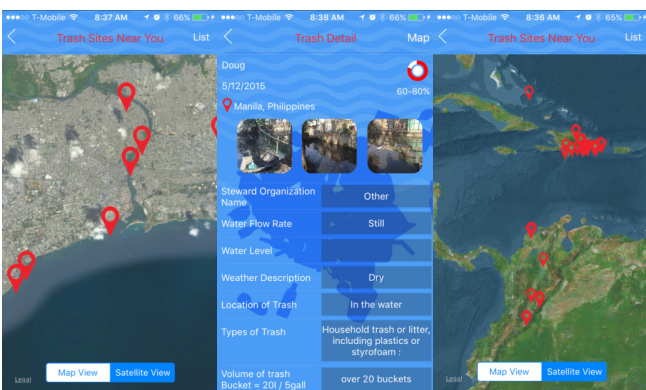 ●●●○○ T-Mobile 8:37 AM 66%
Trash Sites Near You List
Legal
Map View Satellite View
●●●○○ T-Mobile 8:38 AM 66%
Trash Detail Map
Doug
5/12/2015
60-80%
Manila, Philippines
Steward Organization
Name
Other
Water Flow Rate Still
Water Level
Weather Description Dry
Location of Trash In the water
Types of Trash
Household trash or litter,
including plastics or
styrofoam :
Volume of trash
Bucket = 20l / 5gall
over 20 buckets
●●●○○ T-Mobile 8:36 AM 65%
Trash Sites Near You List
Legal
Map View Satellite View